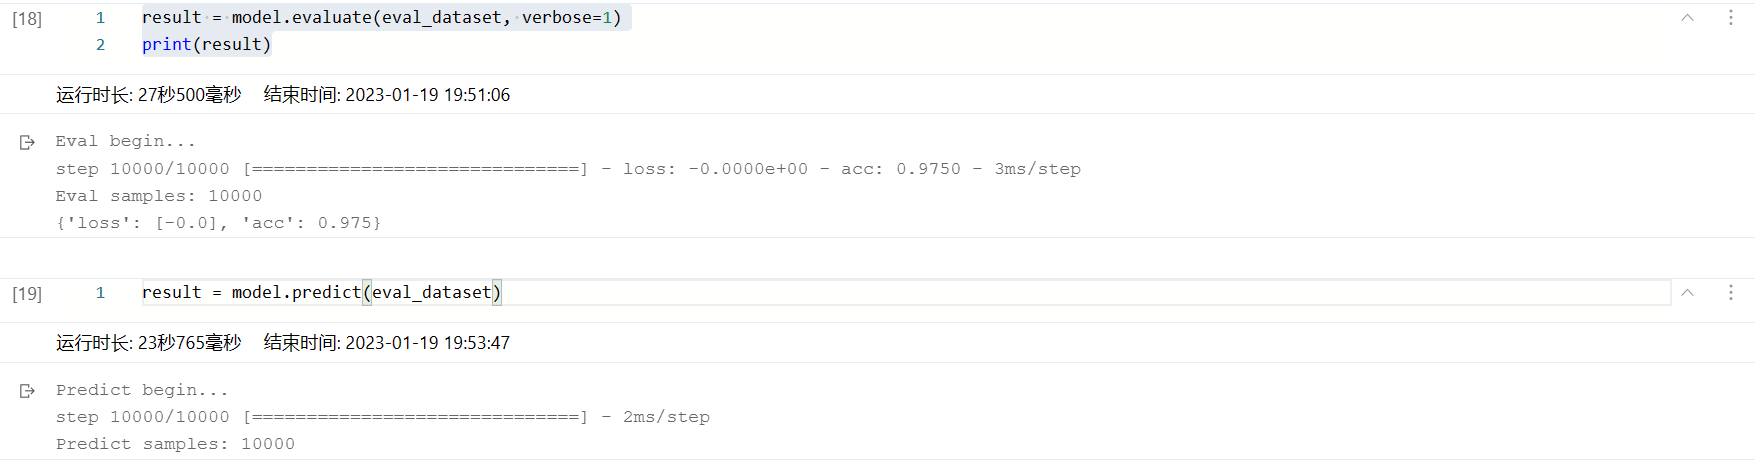 [18] 1 result = model.evaluate(eval_dataset, verbose=1)
2 print(result)
运行时长: 27秒500毫秒 结束时间: 2023-01-19 19:51:06
Eval begin...
step 10000/10000 [==============================] - loss: -0.0000e+00 - acc: 0.9750 - 3ms/step
Eval samples: 10000
{'loss': [-0.0], 'acc': 0.975}
[19] 1 result = model.predict(eval_dataset)
运行时长: 23秒765毫秒 结束时间: 2023-01-19 19:53:47
Predict begin...
step 10000/10000 [==============================] - 2ms/step
Predict samples: 10000